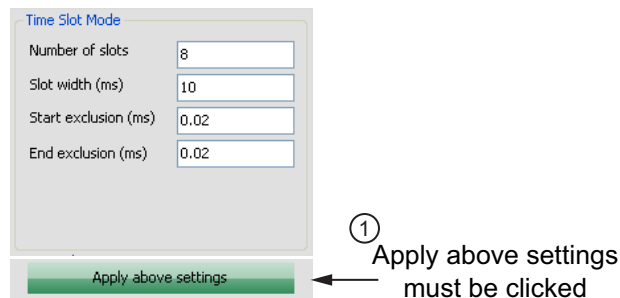 Time Slot Mode
Number of slots 8
Slot width (ms) 10
Start exclusion (ms) 0.02
End exclusion (ms) 0.02
Apply above settings
1
Apply above settings
must be clicked